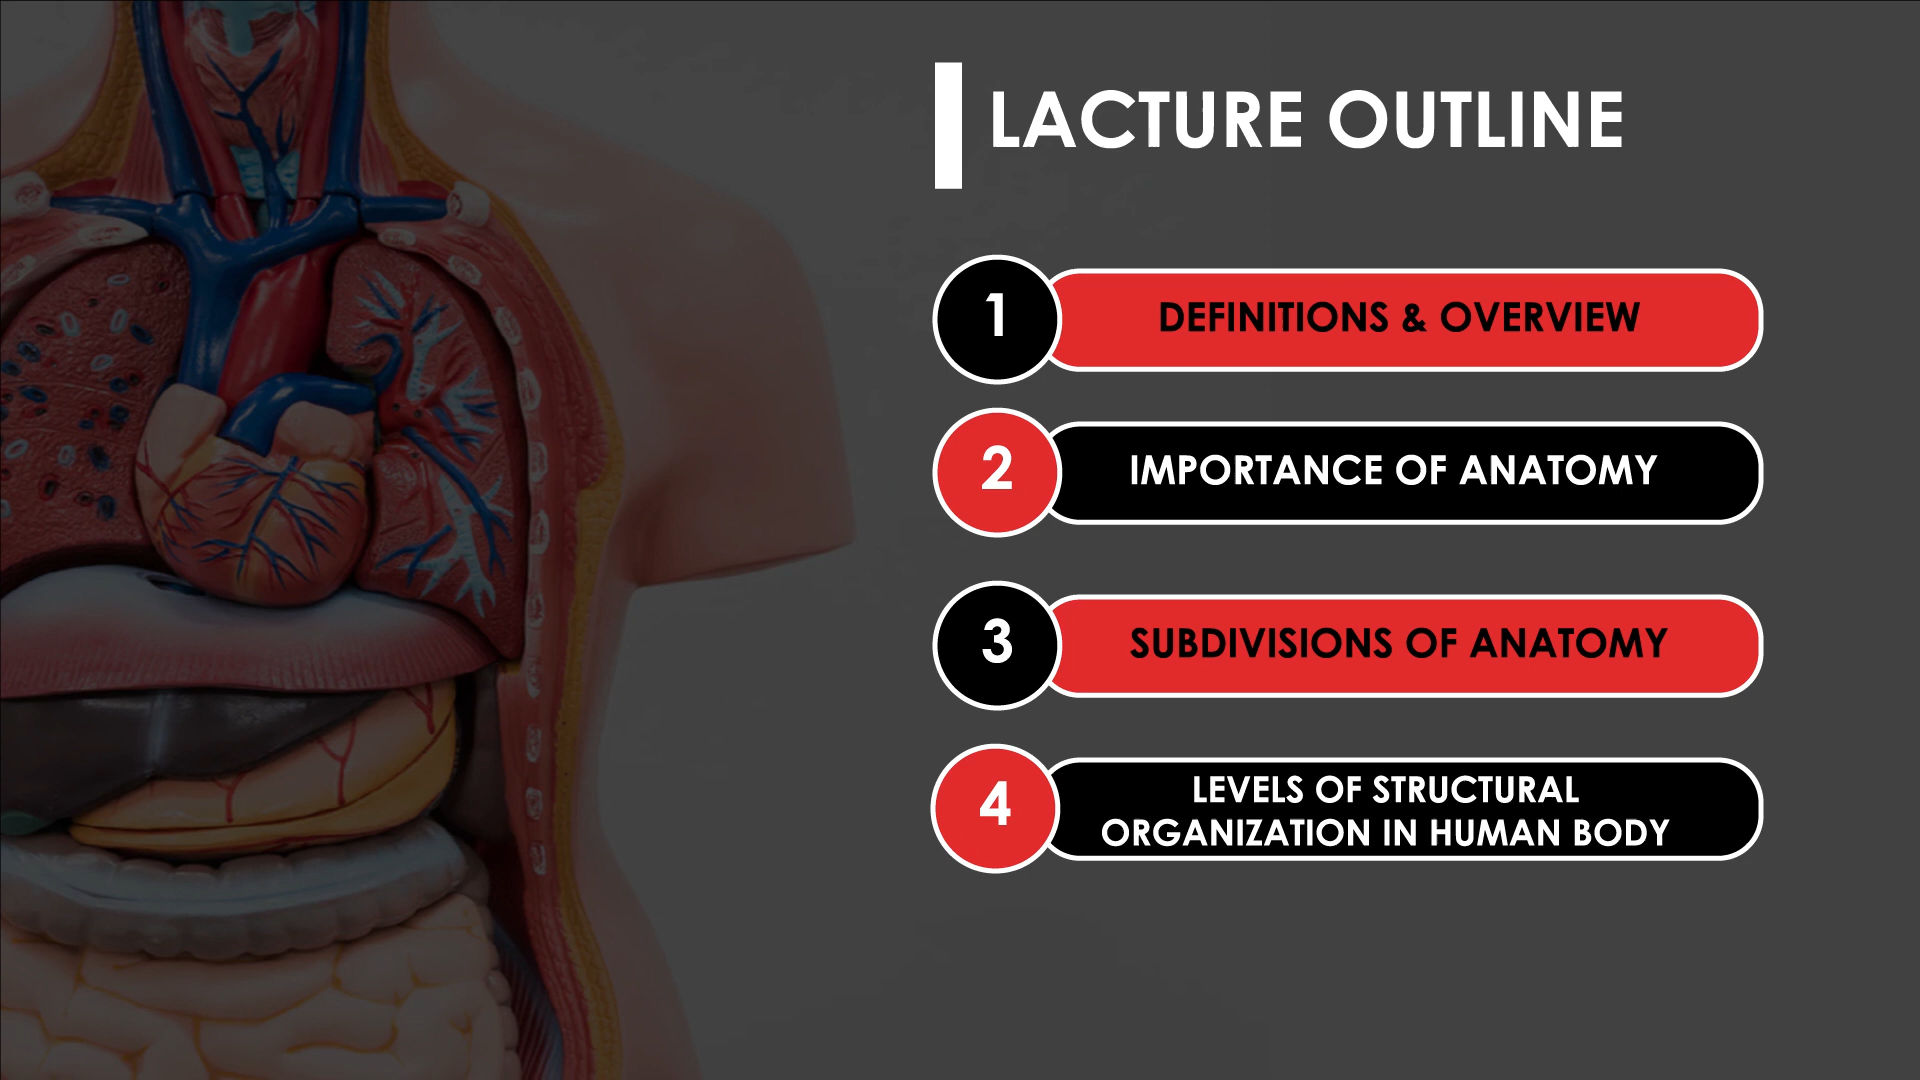 LACTURE OUTLINE
1
DEFINITIONS & OVERVIEW
2
IMPORTANCE OF ANATOMY
3
SUBDIVISIONS OF ANATOMY
4
LEVELS OF STRUCTURAL
ORGANIZATION IN HUMAN BODY